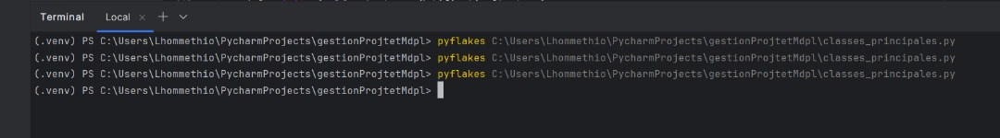 Terminal Local × +
(.venv) PS C:\Users\Lhommethio\PycharmProjects\gestionProjtetMdpl> pyflakes C:\Users\Lhommethio\PycharmProjects\gestionProjtetMdpl\classes_principales.py
(.venv) PS C:\Users\Lhommethio\PycharmProjects\gestionProjtetMdpl> pyflakes C:\Users\Lhommethio\PycharmProjects\gestionProjtetMdpl\classes_principales.py
(.venv) PS C:\Users\Lhommethio\PycharmProjects\gestionProjtetMdpl> pyflakes C:\Users\Lhommethio\PycharmProjects\gestionProjtetMdpl\classes_principales.py
(.venv) PS C:\Users\Lhommethio\PycharmProjects\gestionProjtetMdpl>